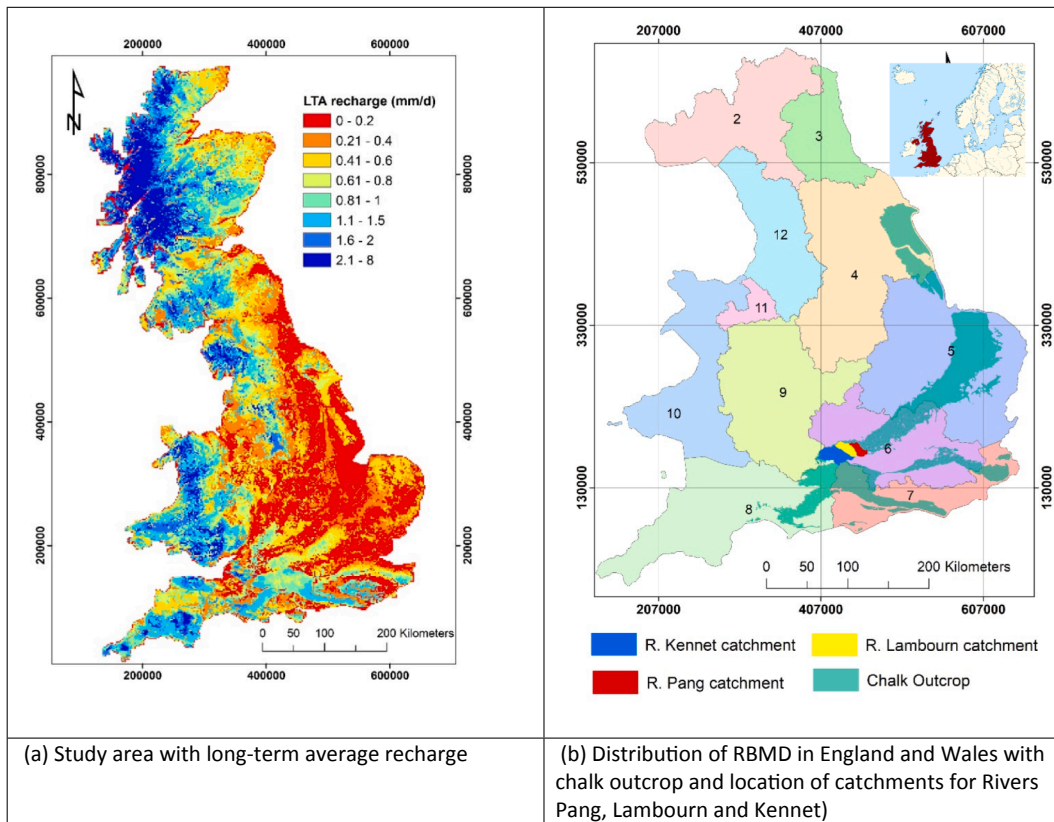 200000 400000 600000
LTA recharge (mm/d)
0 - 0.2
0.21 - 0.4
0.41 - 0.6
0.61 - 0.8
0.81 - 1
1.1 - 1.5
1.6 - 2
2.1 - 8
N
800000
600000
400000
200000
800000
600000
400000
200000
0 50 100 200 Kilometers
200000 400000 600000
207000 407000 607000
530000
330000
130000
530000
330000
130000
2
3
12
4
11
5
9
10
6
7
8
0 50 100 200 Kilometers
207000 407000 607000
R. Kennet catchment
R. Lambourn catchment
R. Pang catchment
Chalk Outcrop
(a) Study area with long-term average recharge
(b) Distribution of RBMD in England and Wales with
chalk outcrop and location of catchments for Rivers
Pang, Lambourn and Kennet)